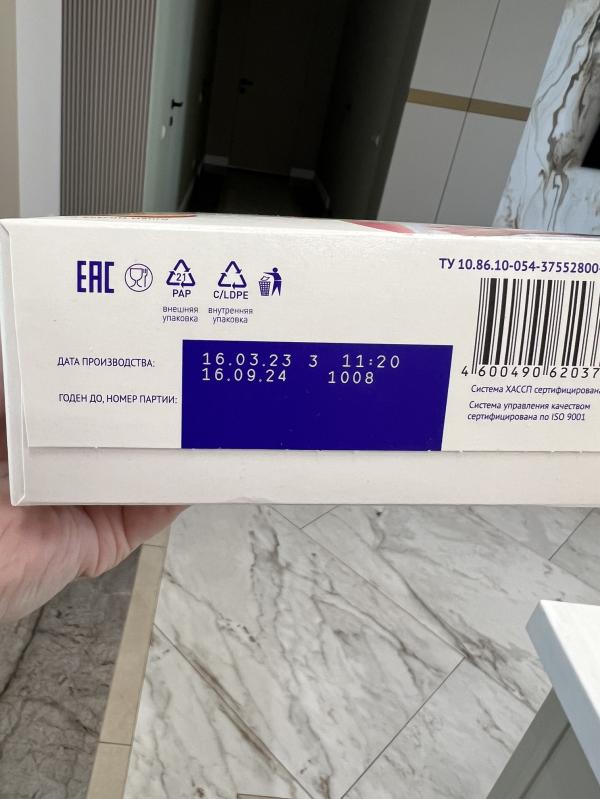 ТУ 10.86.10-054-37552800-
EAC
21
PAP
C/LDPE
внешняя упаковка
внутренняя упаковка
ДАТА ПРОИЗВОДСТВА:
16.03.23 3 11:20
16.09.24 1008
ГОДЕН ДО, НОМЕР ПАРТИИ:
4 600490 62037
Система ХАССП сертифицирована
Система управления качеством
сертифицирована по ISO 9001